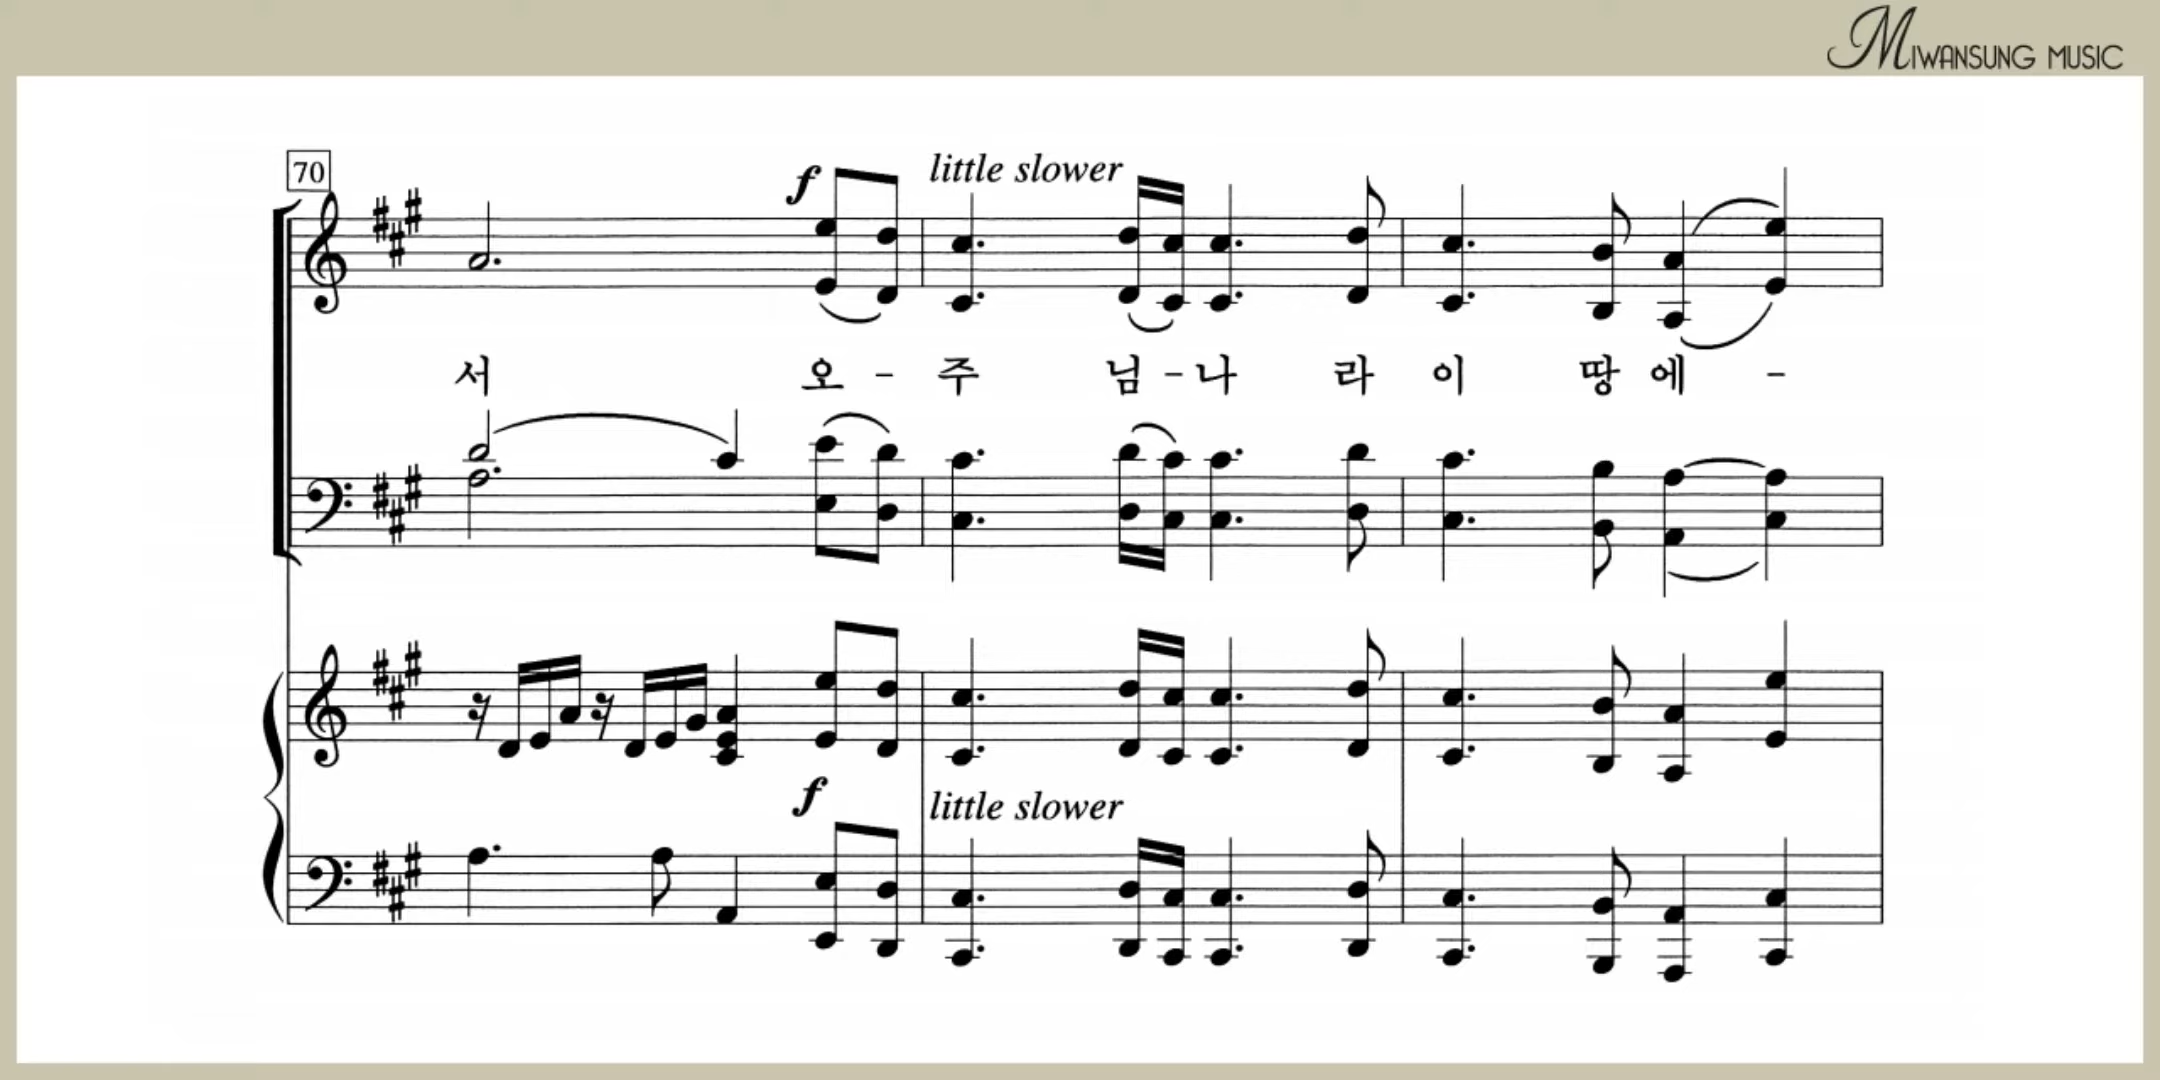 MIWANSUNG MUSIC
70
f little slower
서 오 - 주 님 - 나 라 이 땅 에 -
f
little slower